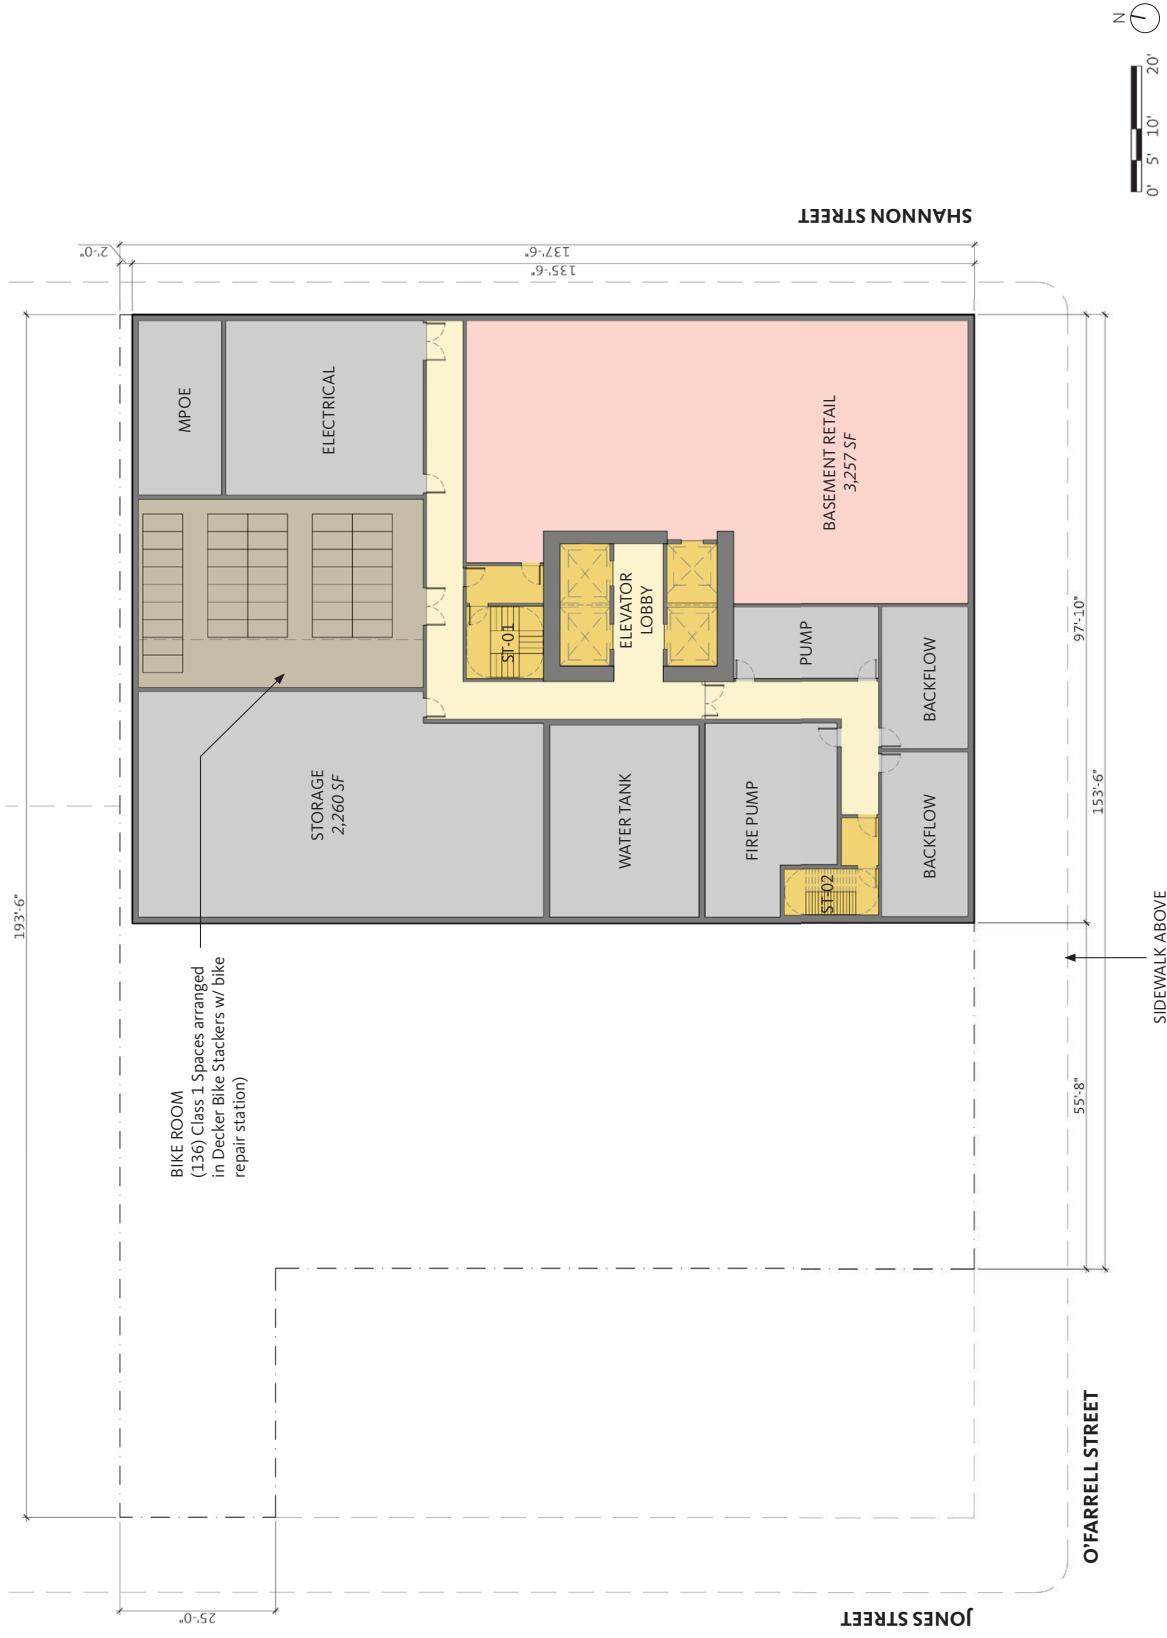 N
0' 5' 10' 20'
SHANNON STREET
2'-0"
137'-6"
135'-6"
193'-6"
MPOE
ELECTRICAL
BIKE ROOM
(136) Class 1 Spaces arranged
in Decker Bike Stackers w/ bike
repair station)
STORAGE
2,260 SF
ST-01
ELEVATOR
LOBBY
BASEMENT RETAIL
3,257 SF
WATER TANK
FIRE PUMP
PUMP
ST-02
BACKFLOW
BACKFLOW
97'-10"
55'-8"
153'-6"
SIDEWALK ABOVE
25'-0"
O'FARRELL STREET
JONES STREET